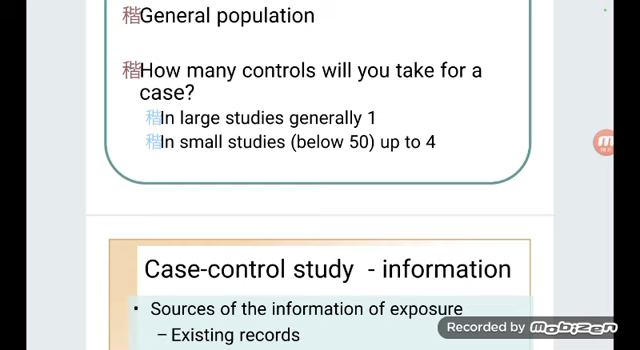 稭General population
稭How many controls will you take for a
case?
稭In large studies generally 1
稭In small studies (below 50) up to 4
Case-control study - information
• Sources of the information of exposure
– Existing records
Recorded by mobizen